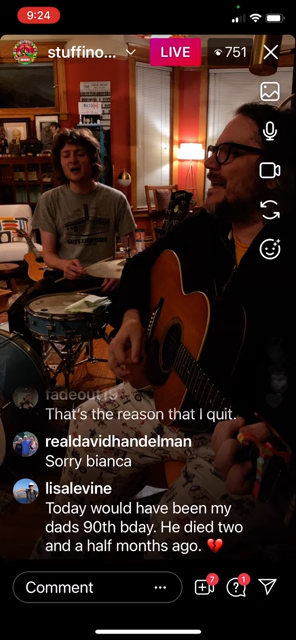 9:24
stuffino...
LIVE
751
fadeout19
That's the reason that I quit.
realdavidhandelman
Sorry bianca
lisalevine
Today would have been my
dads 90th bday. He died two
and a half months ago. 💔
Comment
...
7
1